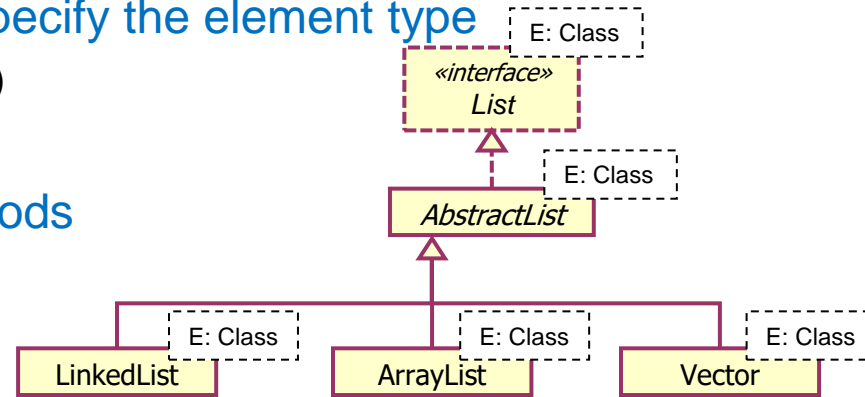 pecify the element type
E: Class
«interface»
List
)
E: Class
AbstractList
ods
E: Class
E: Class
E: Class
LinkedList
ArrayList
Vector